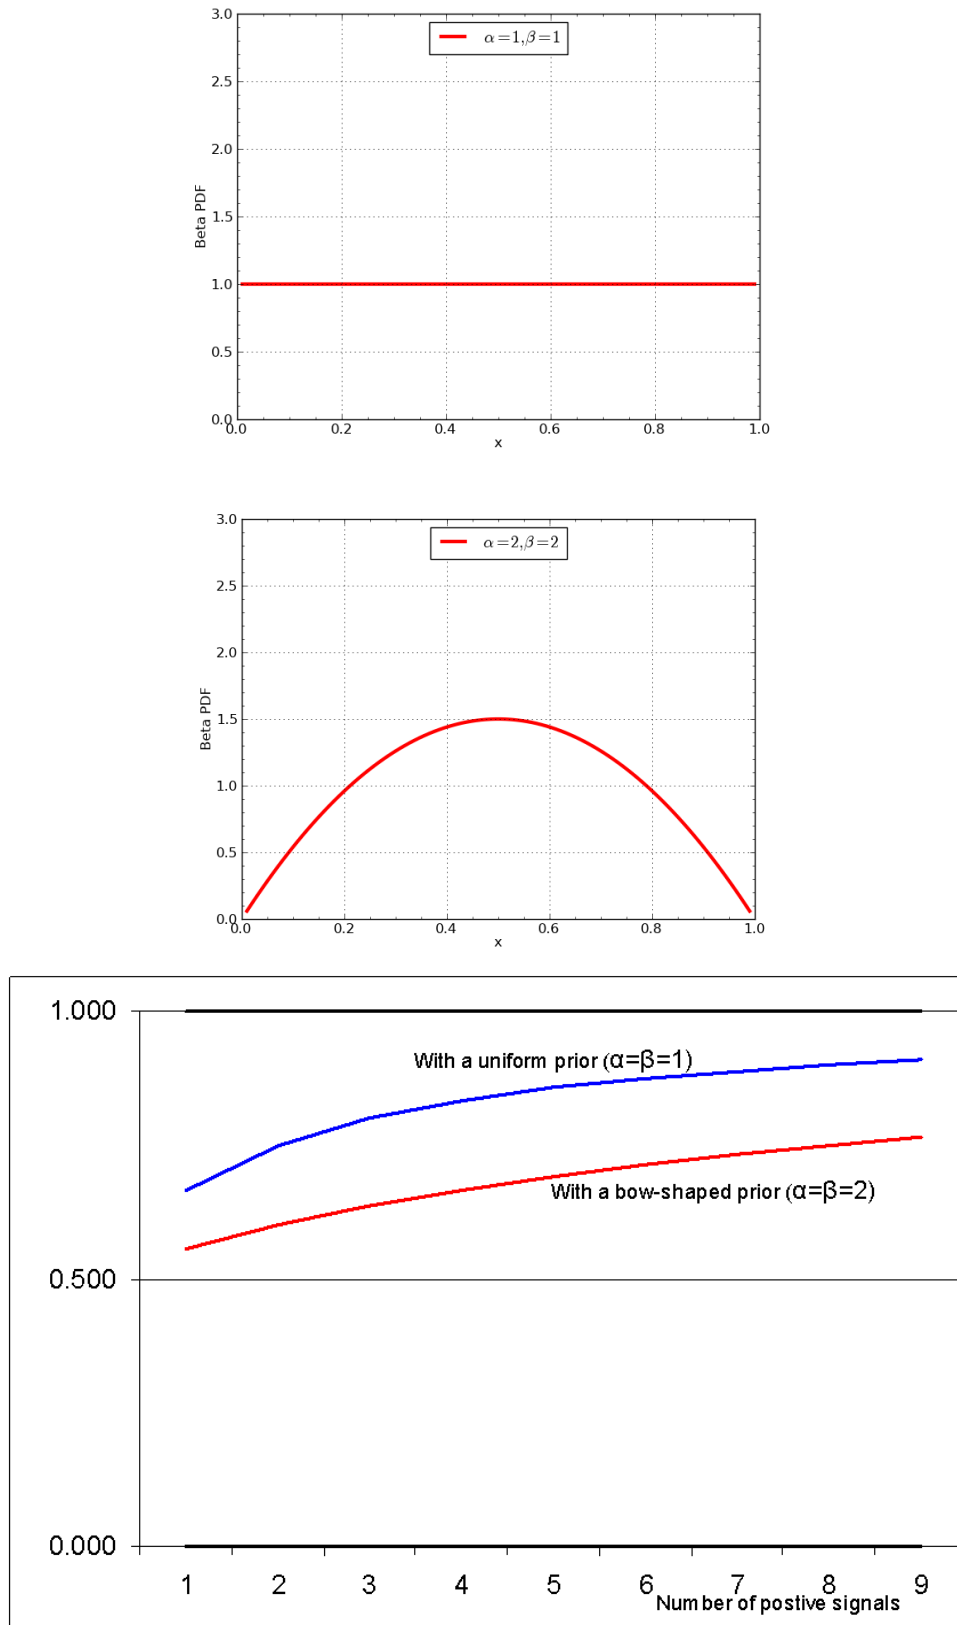 3.0
α=1,β=1
2.5
2.0
1.5
Beta PDF
1.0
0.5
0.0
0.0 0.2 0.4 0.6 0.8 1.0
x
3.0
α=2,β=2
2.5
2.0
1.5
Beta PDF
1.0
0.5
0.0
0.0 0.2 0.4 0.6 0.8 1.0
x
1.000
With a uniform prior (α=β=1)
With a bow-shaped prior (α=β=2)
0.500
0.000
1 2 3 4 5 6 7 8 9
Number of postive signals